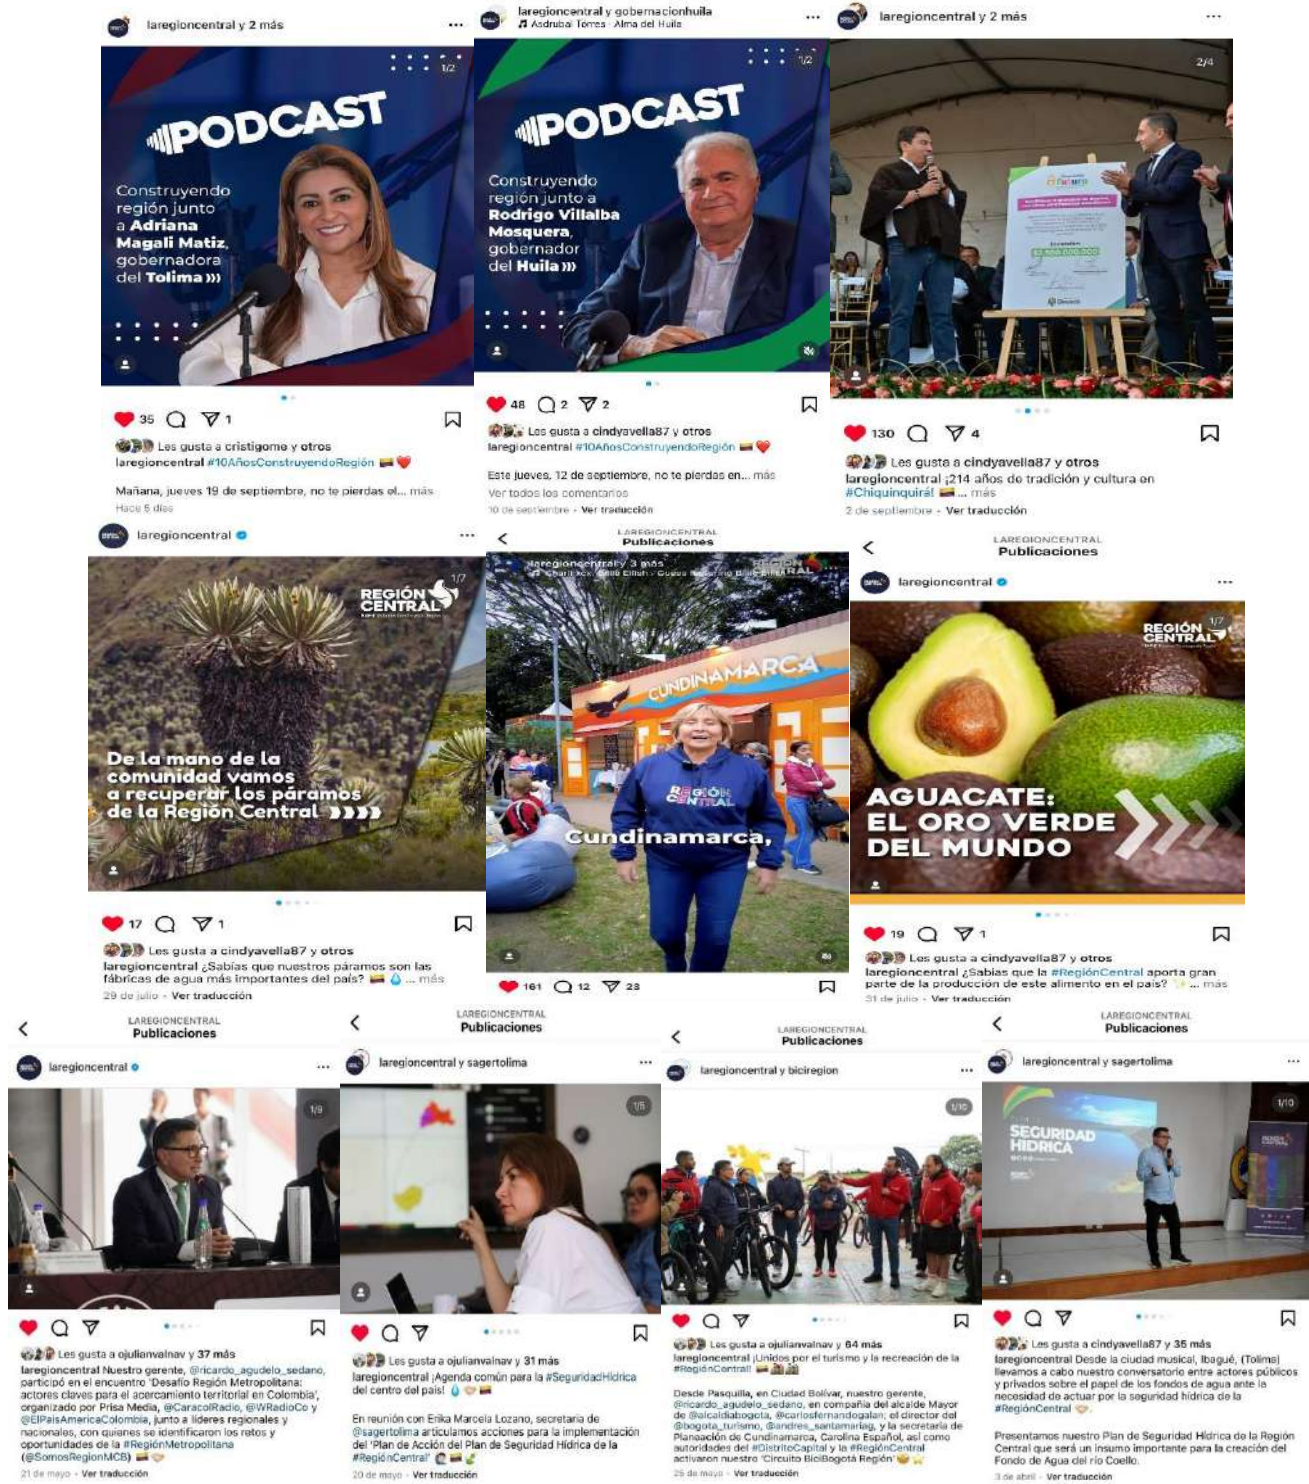 laregioncentral y 2 más
1/2
PODCAST
Construyendo
región junto
a Adriana
Magali Matiz,
gobernadora
del Tolima
35 1
Les gusta a cristigome y otros
laregioncentral #10AñosConstruyendoRegión
Mañana, jueves 19 de septiembre, no te pierdas el... más
Hace 5 días
laregioncentral y gobernacionhuila
Asdrubal Torres · Alma del Huila
1/2
PODCAST
Construyendo
región junto a
Rodrigo Villalba
Mosquera,
gobernador
del Huila
48 2 2
Les gusta a cindyavella87 y otros
laregioncentral #10AñosConstruyendoRegión
Este jueves, 12 de septiembre, no te pierdas en... más
Ver todos los comentarios
10 de septiembre · Ver traducción
laregioncentral y 2 más
2/4
130 4
Les gusta a cindyavella87 y otros
laregioncentral ¡214 años de tradición y cultura en
#Chiquinquirá! ... más
2 de septiembre · Ver traducción
laregioncentral
1/7
REGIÓN
CENTRAL
De la mano de la
comunidad vamos
a recuperar los páramos
de la Región Central
17 1
Les gusta a cindyavella87 y otros
laregioncentral ¿Sabías que nuestros páramos son las
fábricas de agua más importantes del país? ... más
29 de julio · Ver traducción
LAREGIONCENTRAL
Publicaciones
laregioncentral y 3 más
CUNDINAMARCA
REGIÓN
CENTRAL
Cundinamarca,
161 12 23
LAREGIONCENTRAL
Publicaciones
laregioncentral
1/7
REGIÓN
CENTRAL
AGUACATE:
EL ORO VERDE
DEL MUNDO
19 1
Les gusta a cindyavella87 y otros
laregioncentral ¿Sabías que la #RegiónCentral aporta gran
parte de la producción de este alimento en el país? ... más
31 de julio · Ver traducción
LAREGIONCENTRAL
Publicaciones
laregioncentral
1/9
Les gusta a ojulianvalnav y 37 más
laregioncentral Nuestro gerente, @ricardo_agudelo_sedano,
participó en el encuentro 'Desafío Región Metropolitana:
actores claves para el acercamiento territorial en Colombia',
organizado por Prisa Media, @CaracolRadio, @WRadioCo y
@ElPaisAmericaColombia, junto a líderes regionales y
nacionales, con quienes se identificaron los retos y
oportunidades de la #RegiónMetropolitana
(@SomosRegionMCB)
21 de mayo · Ver traducción
LAREGIONCENTRAL
Publicaciones
laregioncentral y sagertolima
1/5
Les gusta a ojulianvalnav y 31 más
laregioncentral ¡Agenda común para la #SeguridadHídrica
del centro del país!
En reunión con Erika Marcela Lozano, secretaria de
@sagertolima articulamos acciones para la implementación
del 'Plan de Acción del Plan de Seguridad Hídrica de la
#RegiónCentral'
20 de mayo · Ver traducción
LAREGIONCENTRAL
Publicaciones
laregioncentral y biciregion
1/10
Les gusta a ojulianvalnav y 64 más
laregioncentral ¡Unidos por el turismo y la recreación de la
#RegiónCentral!
Desde Pasquilla, en Ciudad Bolívar, nuestro gerente,
@ricardo_agudelo_sedano, en compañía del alcalde Mayor
de @alcaldiabogota, @carlosfernandogalan; el director del
@bogota_turismo, @andres_santamariag, y la secretaria de
Planeación de Cundinamarca, Carolina Español, así como
autoridades del #DistritoCapital y la #RegiónCentral
activaron nuestro 'Circuito BiciBogotá Región'
25 de mayo · Ver traducción
LAREGIONCENTRAL
Publicaciones
laregioncentral y sagertolima
1/10
SEGURIDAD
HÍDRICA
Les gusta a cindyavella87 y 35 más
laregioncentral Desde la ciudad musical, Ibagué, (Tolima)
llevamos a cabo nuestro conversatorio entre actores públicos
y privados sobre el papel de los fondos de agua ante la
necesidad de actuar por la seguridad hídrica de la
#RegiónCentral
Presentamos nuestro Plan de Seguridad Hídrica de la Región
Central que será un insumo importante para la creación del
Fondo de Agua del río Coello.
3 de abril · Ver traducción